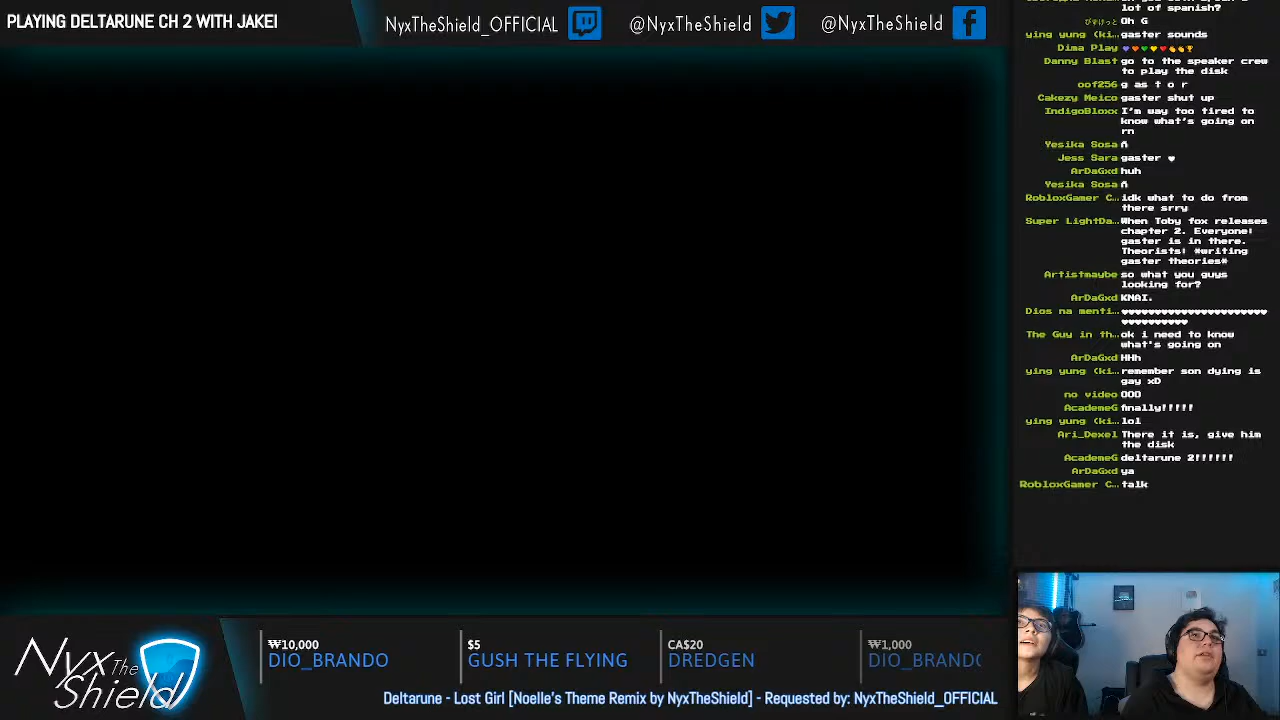 PLAYING DELTARUNE CH 2 WITH JAKEI
NyxTheShield_OFFICIAL
@NyxTheShield
@NyxTheShield
lot of spanish?
びすけっと Oh G
ying yung (ki… gaster sounds
Dima Play 💜🧡💚💛❤️👏👏🏆
Danny Blast go to the speaker crew
to play the disk
oof256 g as t o r
Cakezy Meico gaster shut up
IndigoBloxx I'm way too tired to
know what's going on
rn
Yesika Sosa ñ
Jess Sara gaster ♥
ArDaGxd huh
Yesika Sosa ñ
RobloxGamer C… idk what to do from
there srry
Super LightDa… When Toby fox releases
chapter 2. Everyone!
gaster is in there.
Theorists! *writing
gaster theories*
Artistmaybe so what you guys
looking for?
ArDaGxd KNAI.
Dios na menti… ♥♥♥♥♥♥♥♥♥♥♥♥♥♥♥♥♥♥♥♥♥♥♥
♥♥♥♥♥♥♥♥♥♥
The Guy in th… ok i need to know
what's going on
ArDaGxd HHh
ying yung (ki… remember son dying is
gay xD
no video OOO
AcademeG finally!!!!!
ying yung (ki… lol
Ari_Dexel There it is, give him
the disk
AcademeG deltarune 2!!!!!!
ArDaGxd ya
RobloxGamer C… talk
Nyx The
Shield
₩10,000
DIO_BRANDO
$5
GUSH THE FLYING
CA$20
DREDGEN
₩1,000
DIO_BRANDO
Deltarune - Lost Girl [Noelle's Theme Remix by NyxTheShield] - Requested by: NyxTheShield_OFFICIAL